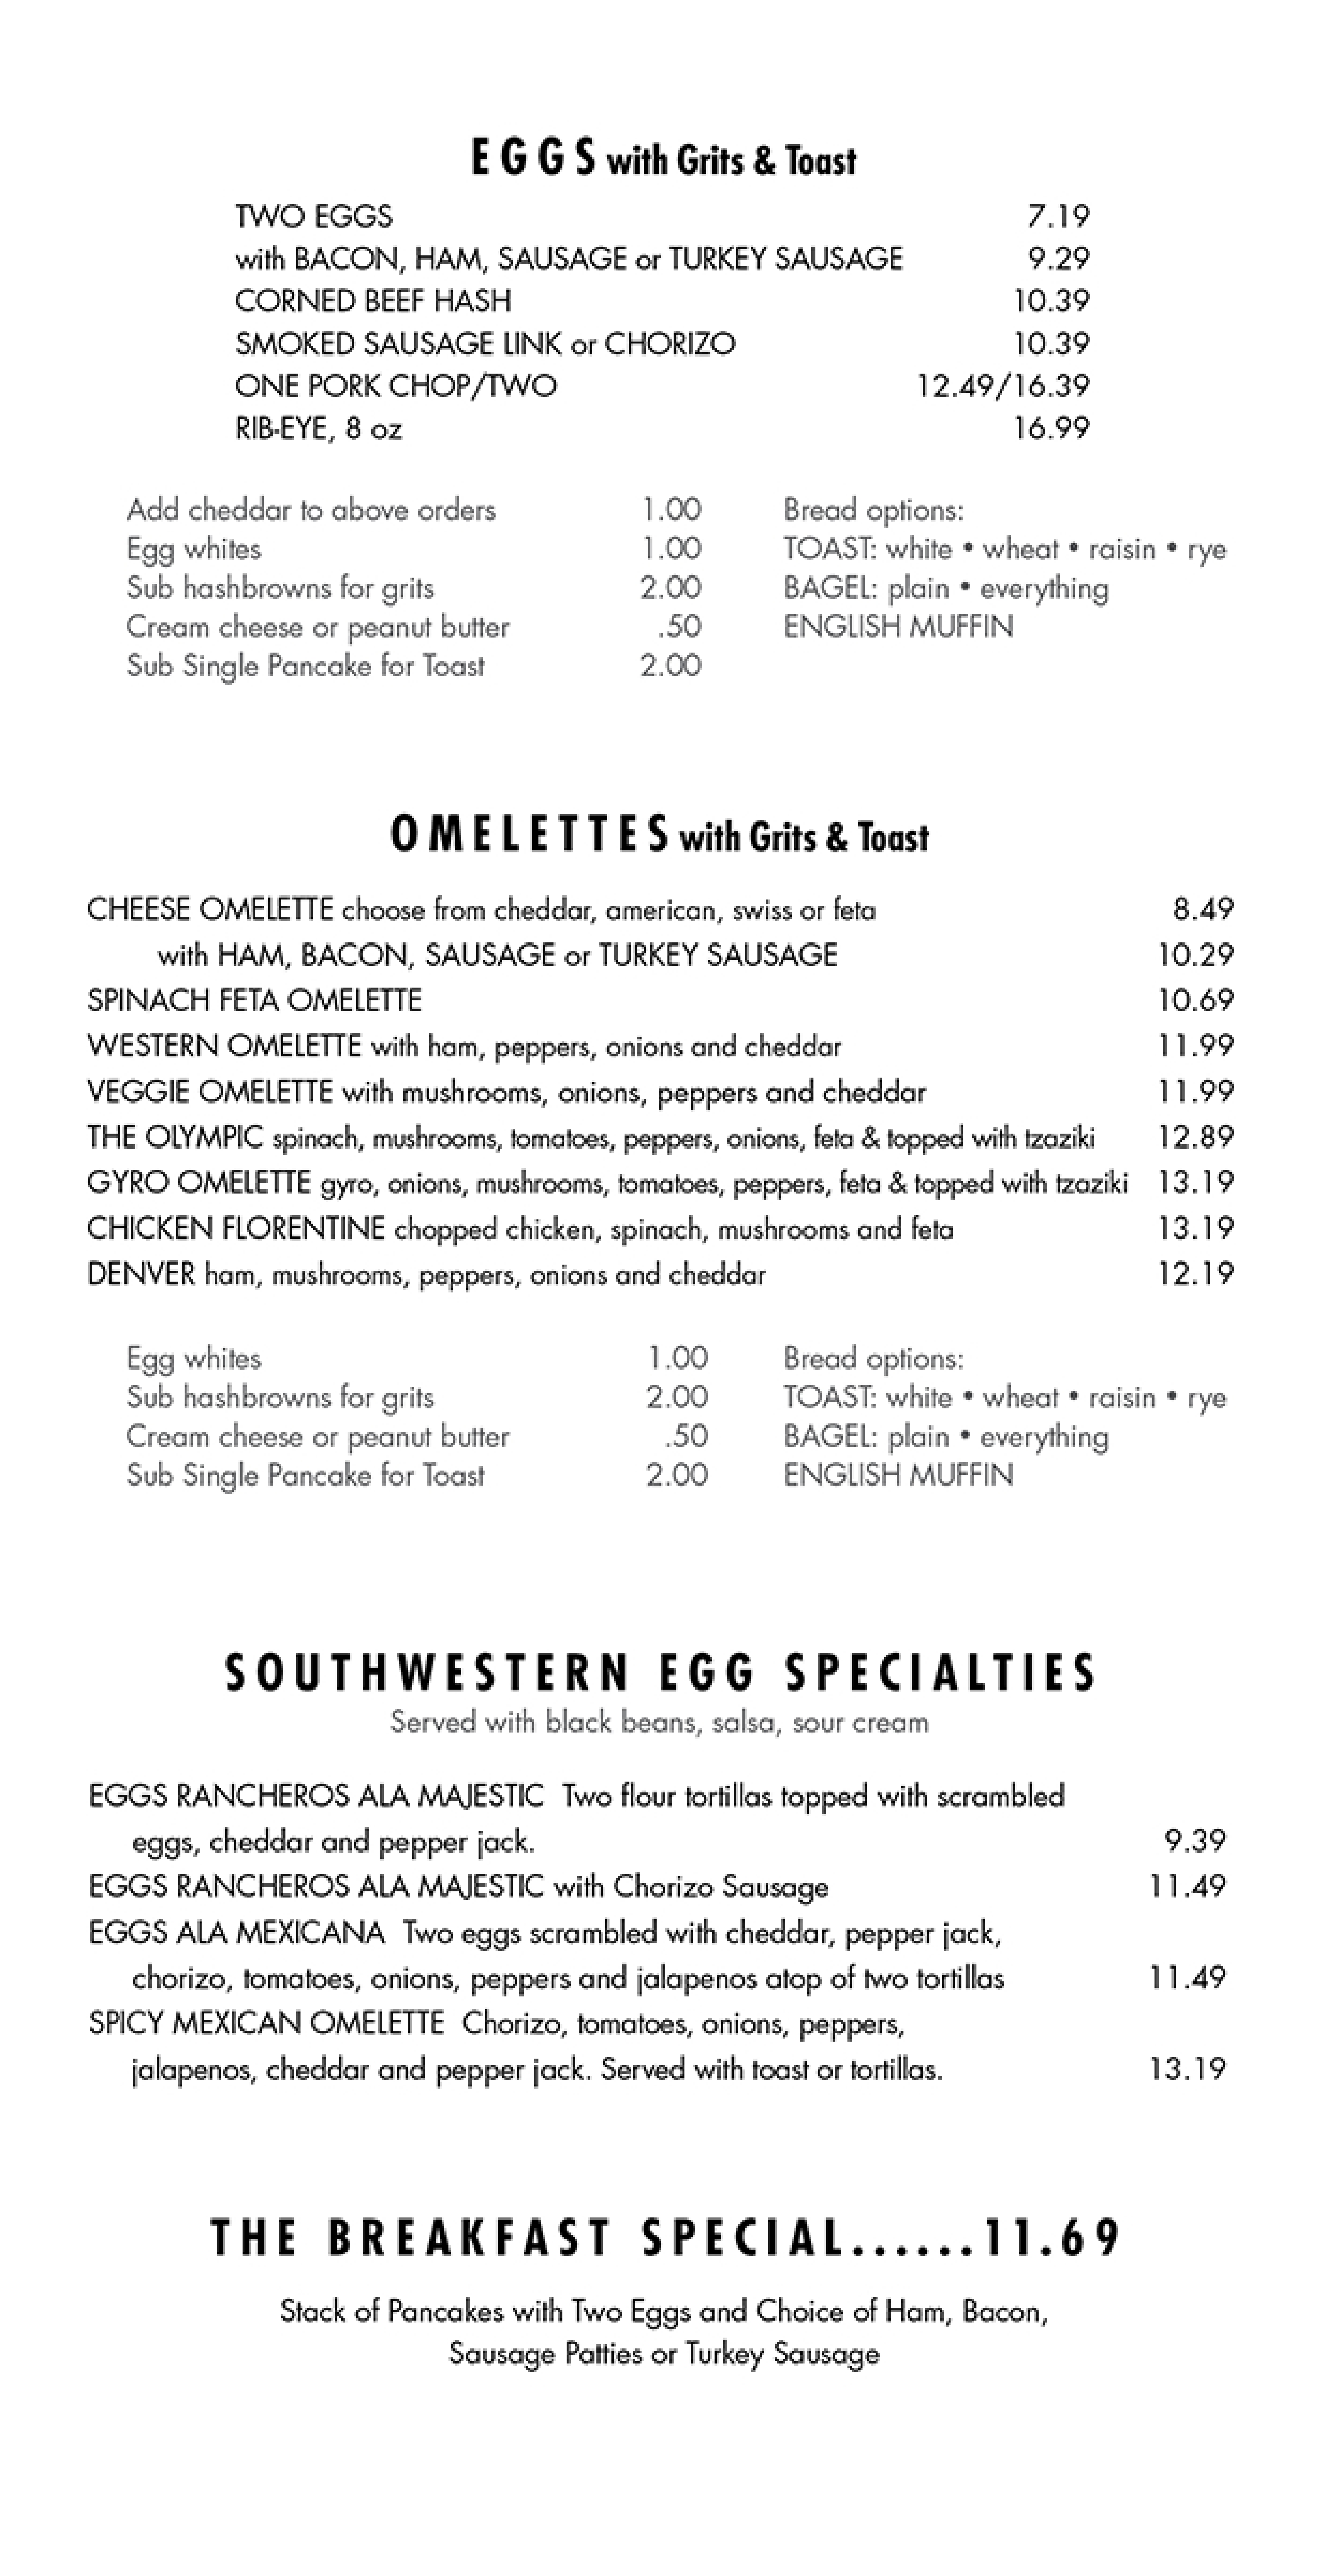 EGGS with Grits & Toast
TWO EGGS 7.19
with BACON, HAM, SAUSAGE or TURKEY SAUSAGE 9.29
CORNED BEEF HASH 10.39
SMOKED SAUSAGE LINK or CHORIZO 10.39
ONE PORK CHOP/TWO 12.49/16.39
RIB-EYE, 8 oz 16.99
Add cheddar to above orders 1.00
Egg whites 1.00
Sub hashbrowns for grits 2.00
Cream cheese or peanut butter .50
Sub Single Pancake for Toast 2.00
Bread options:
TOAST: white • wheat • raisin • rye
BAGEL: plain • everything
ENGLISH MUFFIN
OMELETTES with Grits & Toast
CHEESE OMELETTE choose from cheddar, american, swiss or feta 8.49
with HAM, BACON, SAUSAGE or TURKEY SAUSAGE 10.29
SPINACH FETA OMELETTE 10.69
WESTERN OMELETTE with ham, peppers, onions and cheddar 11.99
VEGGIE OMELETTE with mushrooms, onions, peppers and cheddar 11.99
THE OLYMPIC spinach, mushrooms, tomatoes, peppers, onions, feta & topped with tzaziki 12.89
GYRO OMELETTE gyro, onions, mushrooms, tomatoes, peppers, feta & topped with tzaziki 13.19
CHICKEN FLORENTINE chopped chicken, spinach, mushrooms and feta 13.19
DENVER ham, mushrooms, peppers, onions and cheddar 12.19
Egg whites 1.00
Sub hashbrowns for grits 2.00
Cream cheese or peanut butter .50
Sub Single Pancake for Toast 2.00
Bread options:
TOAST: white • wheat • raisin • rye
BAGEL: plain • everything
ENGLISH MUFFIN
SOUTHWESTERN EGG SPECIALTIES
Served with black beans, salsa, sour cream
EGGS RANCHEROS ALA MAJESTIC Two flour tortillas topped with scrambled
eggs, cheddar and pepper jack. 9.39
EGGS RANCHEROS ALA MAJESTIC with Chorizo Sausage 11.49
EGGS ALA MEXICANA Two eggs scrambled with cheddar, pepper jack,
chorizo, tomatoes, onions, peppers and jalapenos atop of two tortillas 11.49
SPICY MEXICAN OMELETTE Chorizo, tomatoes, onions, peppers,
jalapenos, cheddar and pepper jack. Served with toast or tortillas. 13.19
THE BREAKFAST SPECIAL......11.69
Stack of Pancakes with Two Eggs and Choice of Ham, Bacon,
Sausage Patties or Turkey Sausage